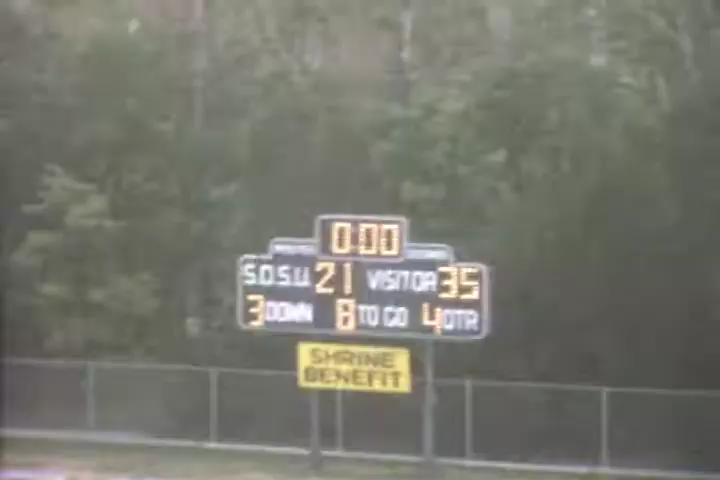 0:00
S.O.S.U. 21 VISITOR 35
3 DOWN 8 TO GO 4 QTR
SHRINE
BENEFIT